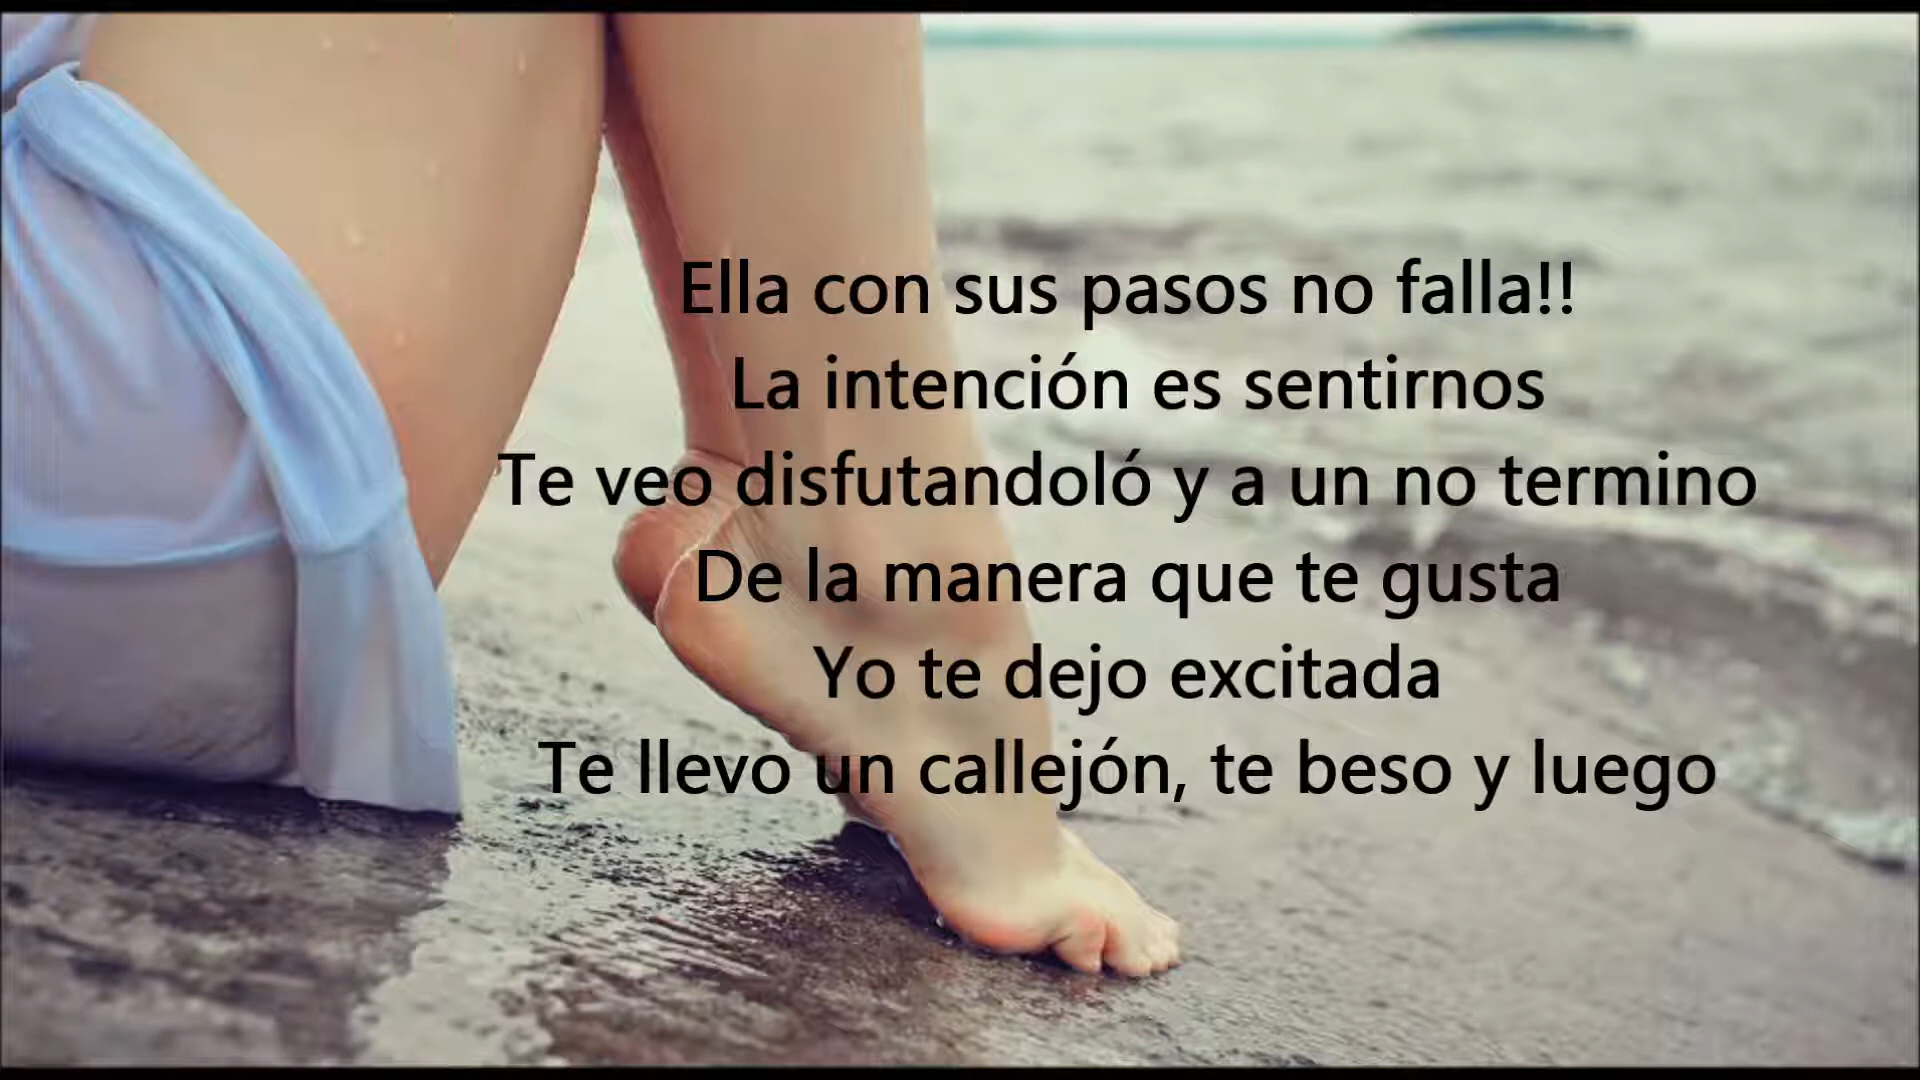 Ella con sus pasos no falla!!
La intención es sentirnos
Te veo disfutandoló y a un no termino
De la manera que te gusta
Yo te dejo excitada
Te llevo un callejón, te beso y luego